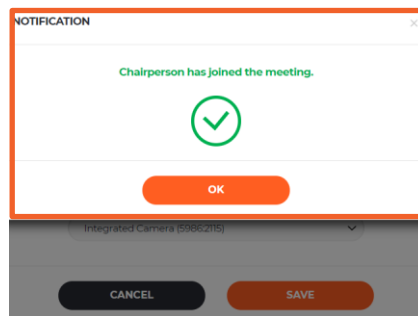 NOTIFICATION ×
Chairperson has joined the meeting.
OK
Integrated Camera (5986:2115)
CANCEL SAVE